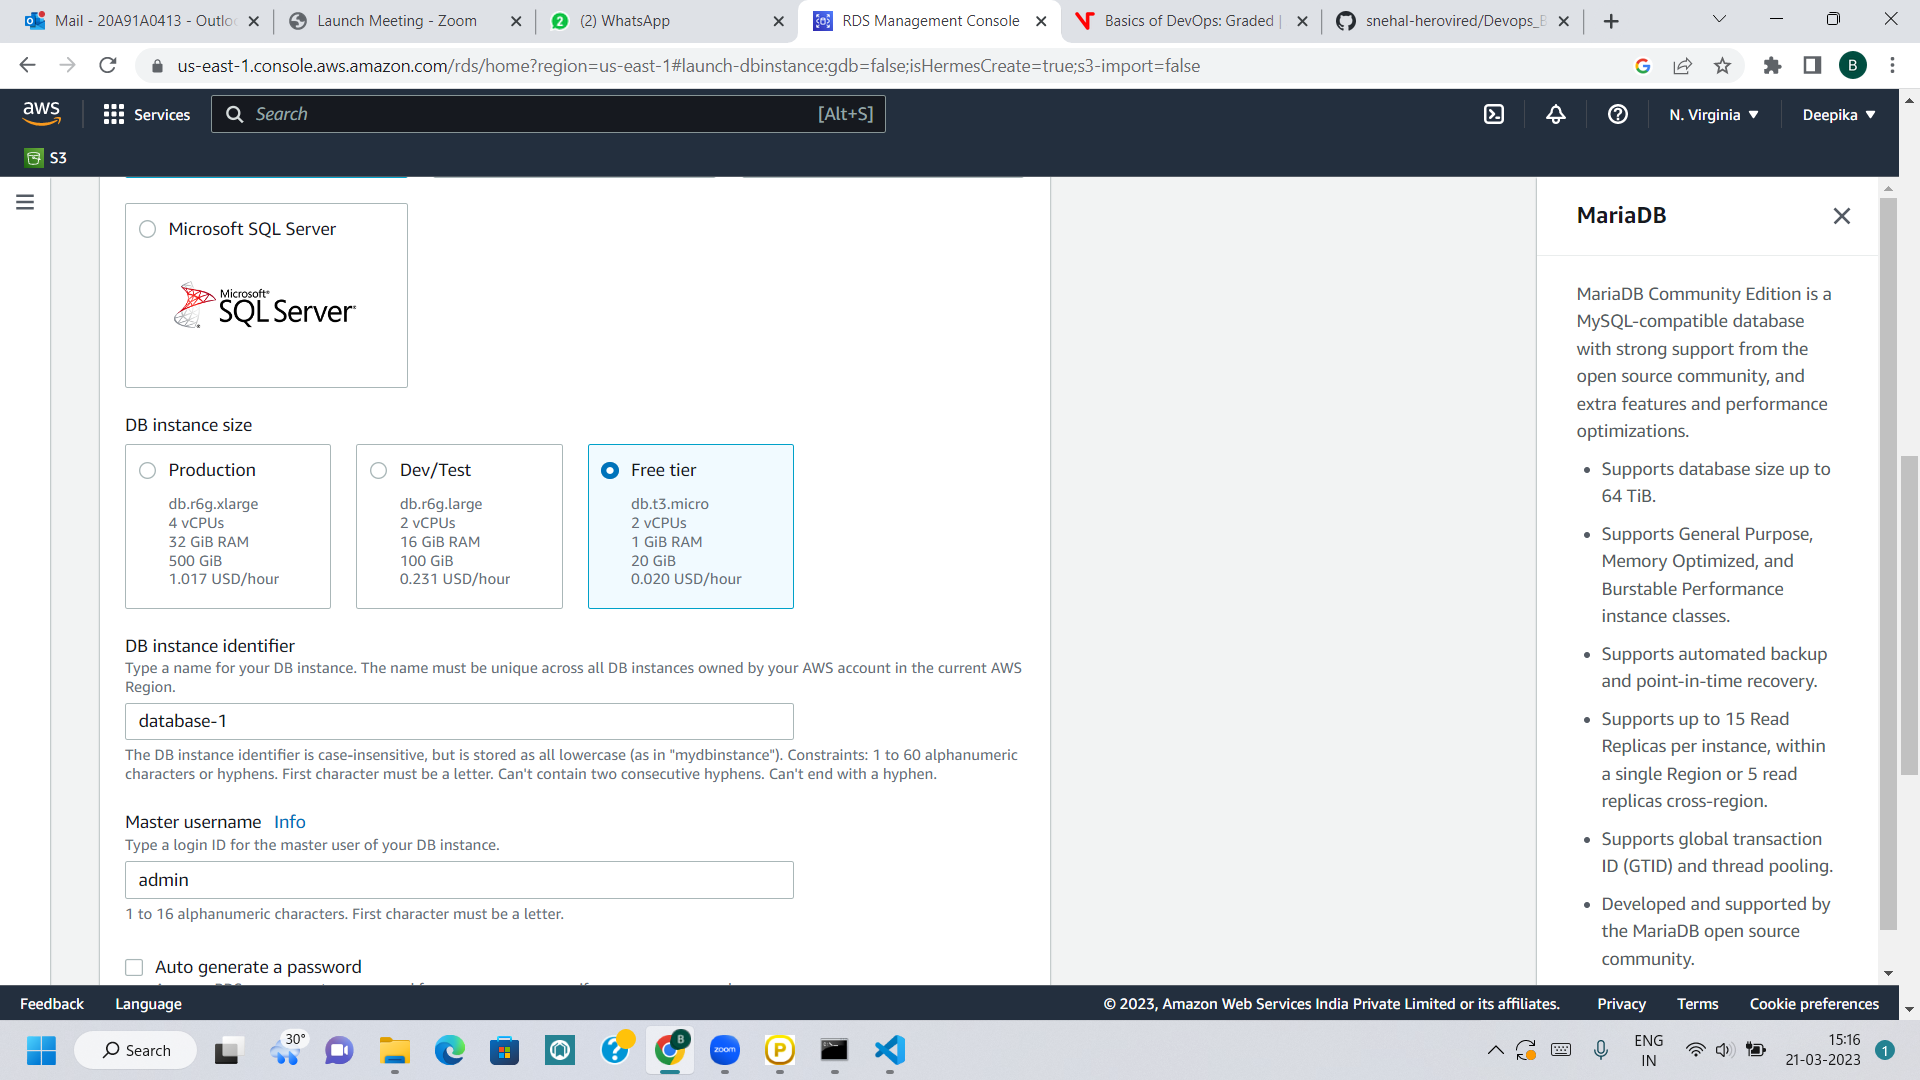 Mail - 20A91A0413 - Outlo
Launch Meeting - Zoom
(2) WhatsApp
RDS Management Console
Basics of DevOps: Graded |
snehal-herovired/Devops_B
us-east-1.console.aws.amazon.com/rds/home?region=us-east-1#launch-dbinstance:gdb=false;isHermesCreate=true;s3-import=false
B
aws
Services
Search
[Alt+S]
N. Virginia
Deepika
S3
Microsoft SQL Server
Microsoft®
SQL Server®
DB instance size
Production
db.r6g.xlarge
4 vCPUs
32 GiB RAM
500 GiB
1.017 USD/hour
Dev/Test
db.r6g.large
2 vCPUs
16 GiB RAM
100 GiB
0.231 USD/hour
Free tier
db.t3.micro
2 vCPUs
1 GiB RAM
20 GiB
0.020 USD/hour
DB instance identifier
Type a name for your DB instance. The name must be unique across all DB instances owned by your AWS account in the current AWS
Region.
database-1
The DB instance identifier is case-insensitive, but is stored as all lowercase (as in "mydbinstance"). Constraints: 1 to 60 alphanumeric
characters or hyphens. First character must be a letter. Can't contain two consecutive hyphens. Can't end with a hyphen.
Master username Info
Type a login ID for the master user of your DB instance.
admin
1 to 16 alphanumeric characters. First character must be a letter.
Auto generate a password
MariaDB
MariaDB Community Edition is a
MySQL-compatible database
with strong support from the
open source community, and
extra features and performance
optimizations.
• Supports database size up to
64 TiB.
• Supports General Purpose,
Memory Optimized, and
Burstable Performance
instance classes.
• Supports automated backup
and point-in-time recovery.
• Supports up to 15 Read
Replicas per instance, within
a single Region or 5 read
replicas cross-region.
• Supports global transaction
ID (GTID) and thread pooling.
• Developed and supported by
the MariaDB open source
community.
Feedback
Language
© 2023, Amazon Web Services India Private Limited or its affiliates.
Privacy
Terms
Cookie preferences
Search
30°
B
zoom
P
ENG
IN
15:16
21-03-2023
1